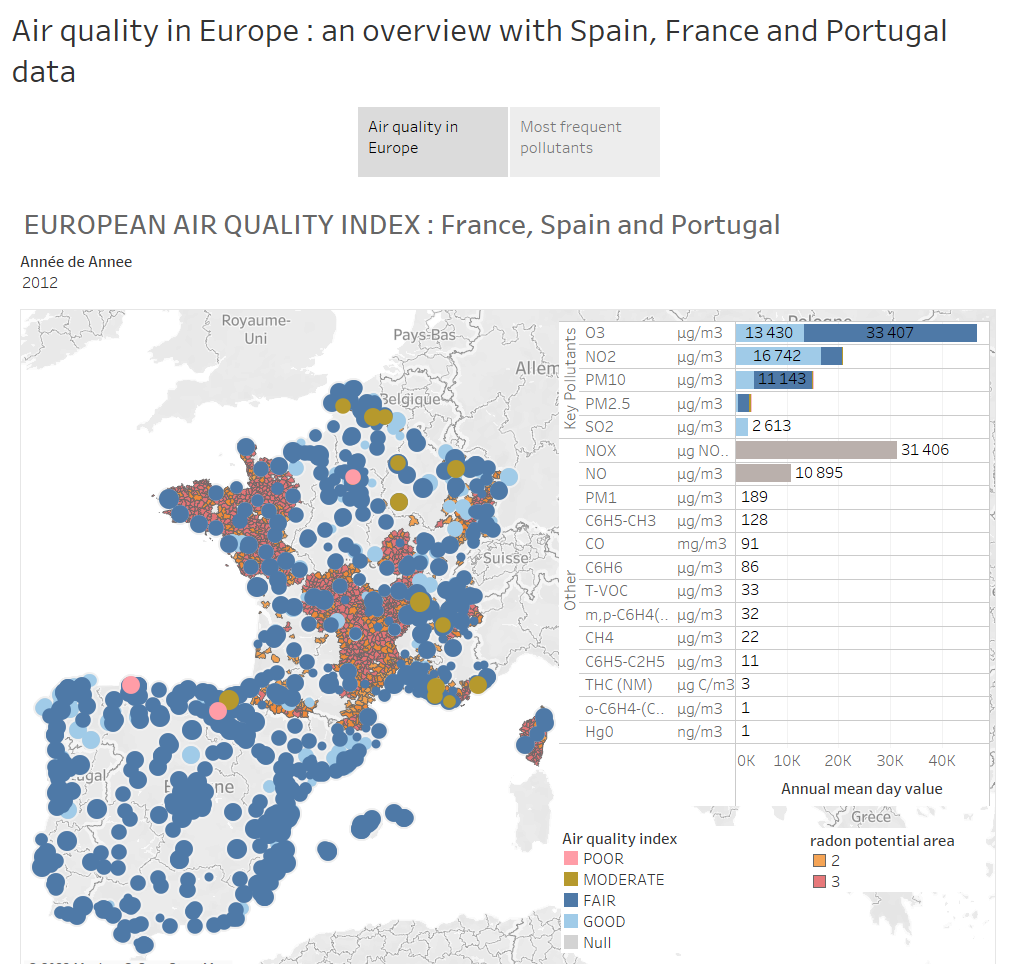 Air quality in Europe : an overview with Spain, France and Portugal
data
Air quality in
Europe
Most frequent
pollutants
EUROPEAN AIR QUALITY INDEX : France, Spain and Portugal
Année de Annee
2012
Royaume-
Uni
Pays-Bas
Allem
Belgique
Suisse
Pologne
Grèce
Key Pollutants
O3 µg/m3 13 430 33 407
NO2 µg/m3 16 742
PM10 µg/m3 11 143
PM2.5 µg/m3
SO2 µg/m3 2 613
Other
NOX µg NO.. 31 406
NO µg/m3 10 895
PM1 µg/m3 189
C6H5-CH3 µg/m3 128
CO mg/m3 91
C6H6 µg/m3 86
T-VOC µg/m3 33
m,p-C6H4(.. µg/m3 32
CH4 µg/m3 22
C6H5-C2H5 µg/m3 11
THC (NM) µg C/m3 3
o-C6H4-(C.. µg/m3 1
Hg0 ng/m3 1
0K 10K 20K 30K 40K
Annual mean day value
Air quality index
POOR
MODERATE
FAIR
GOOD
Null
radon potential area
2
3